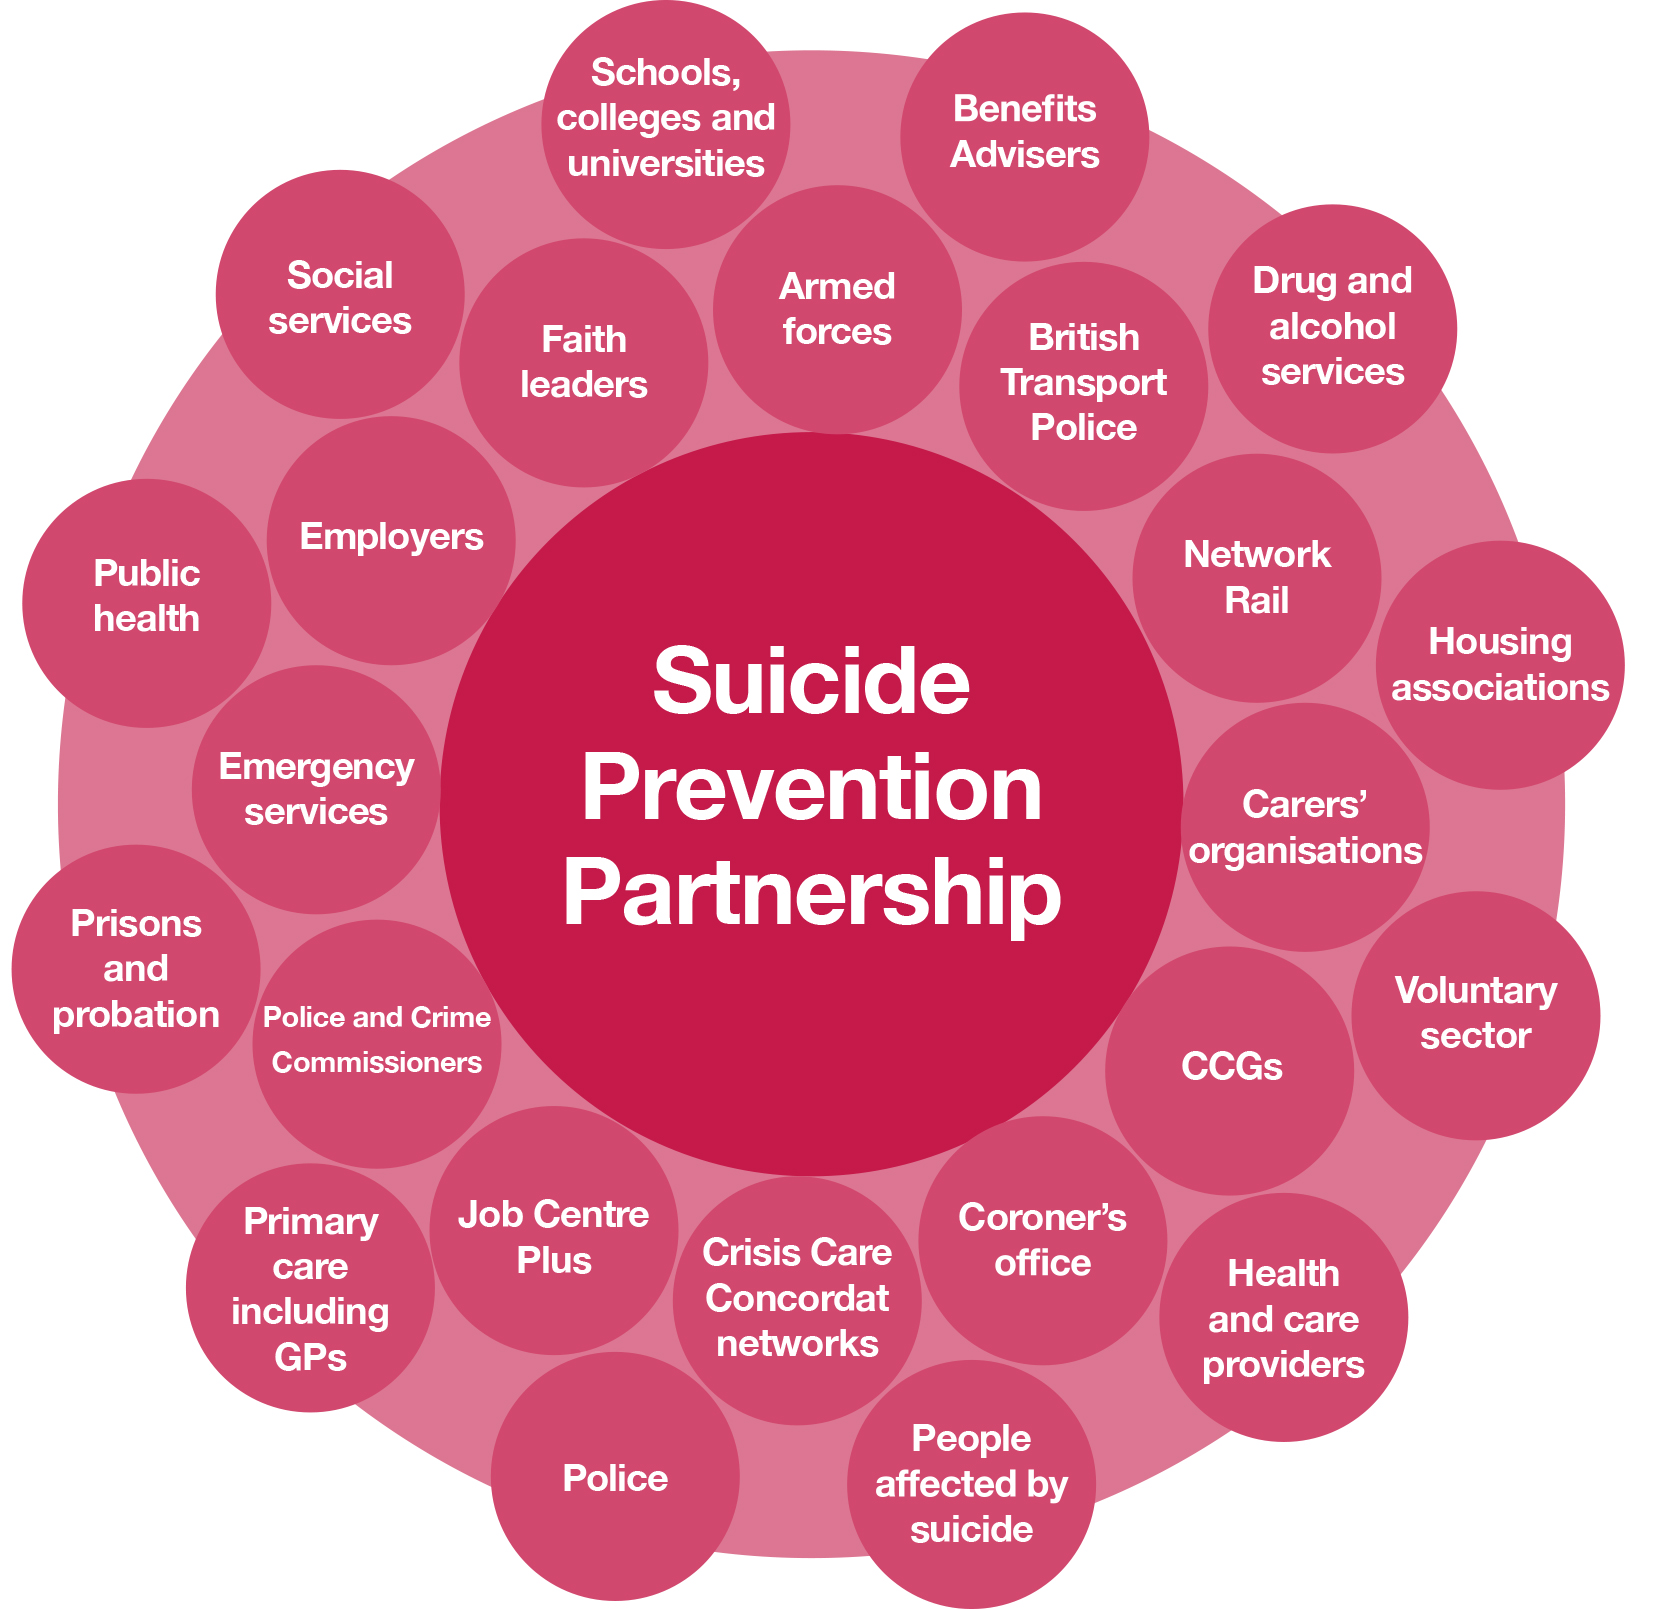 Schools,
colleges and
universities
Benefits
Advisers
Drug and
alcohol
services
Housing
associations
Voluntary
sector
Health
and care
providers
People
affected by
suicide
Police
Primary
care
including
GPs
Prisons
and
probation
Public
health
Social
services
Faith
leaders
Armed
forces
British
Transport
Police
Network
Rail
Carers’
organisations
CCGs
Coroner’s
office
Crisis Care
Concordat
networks
Job Centre
Plus
Police and Crime
Commissioners
Emergency
services
Employers
Suicide
Prevention
Partnership